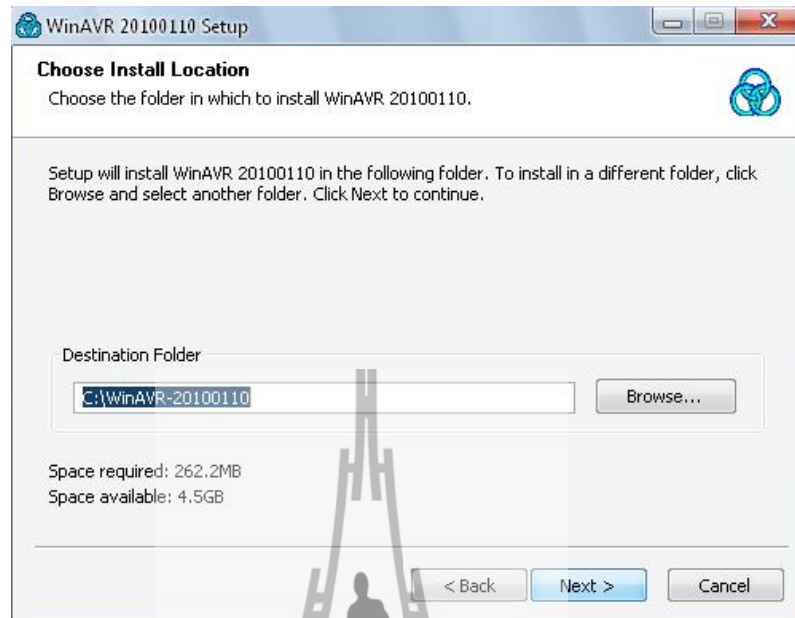 WinAVR 20100110 Setup
Choose Install Location
Choose the folder in which to install WinAVR 20100110.
Setup will install WinAVR 20100110 in the following folder. To install in a different folder, click
Browse and select another folder. Click Next to continue.
Destination Folder
C:\WinAVR-20100110
Browse...
Space required: 262.2MB
Space available: 4.5GB
< Back
Next >
Cancel